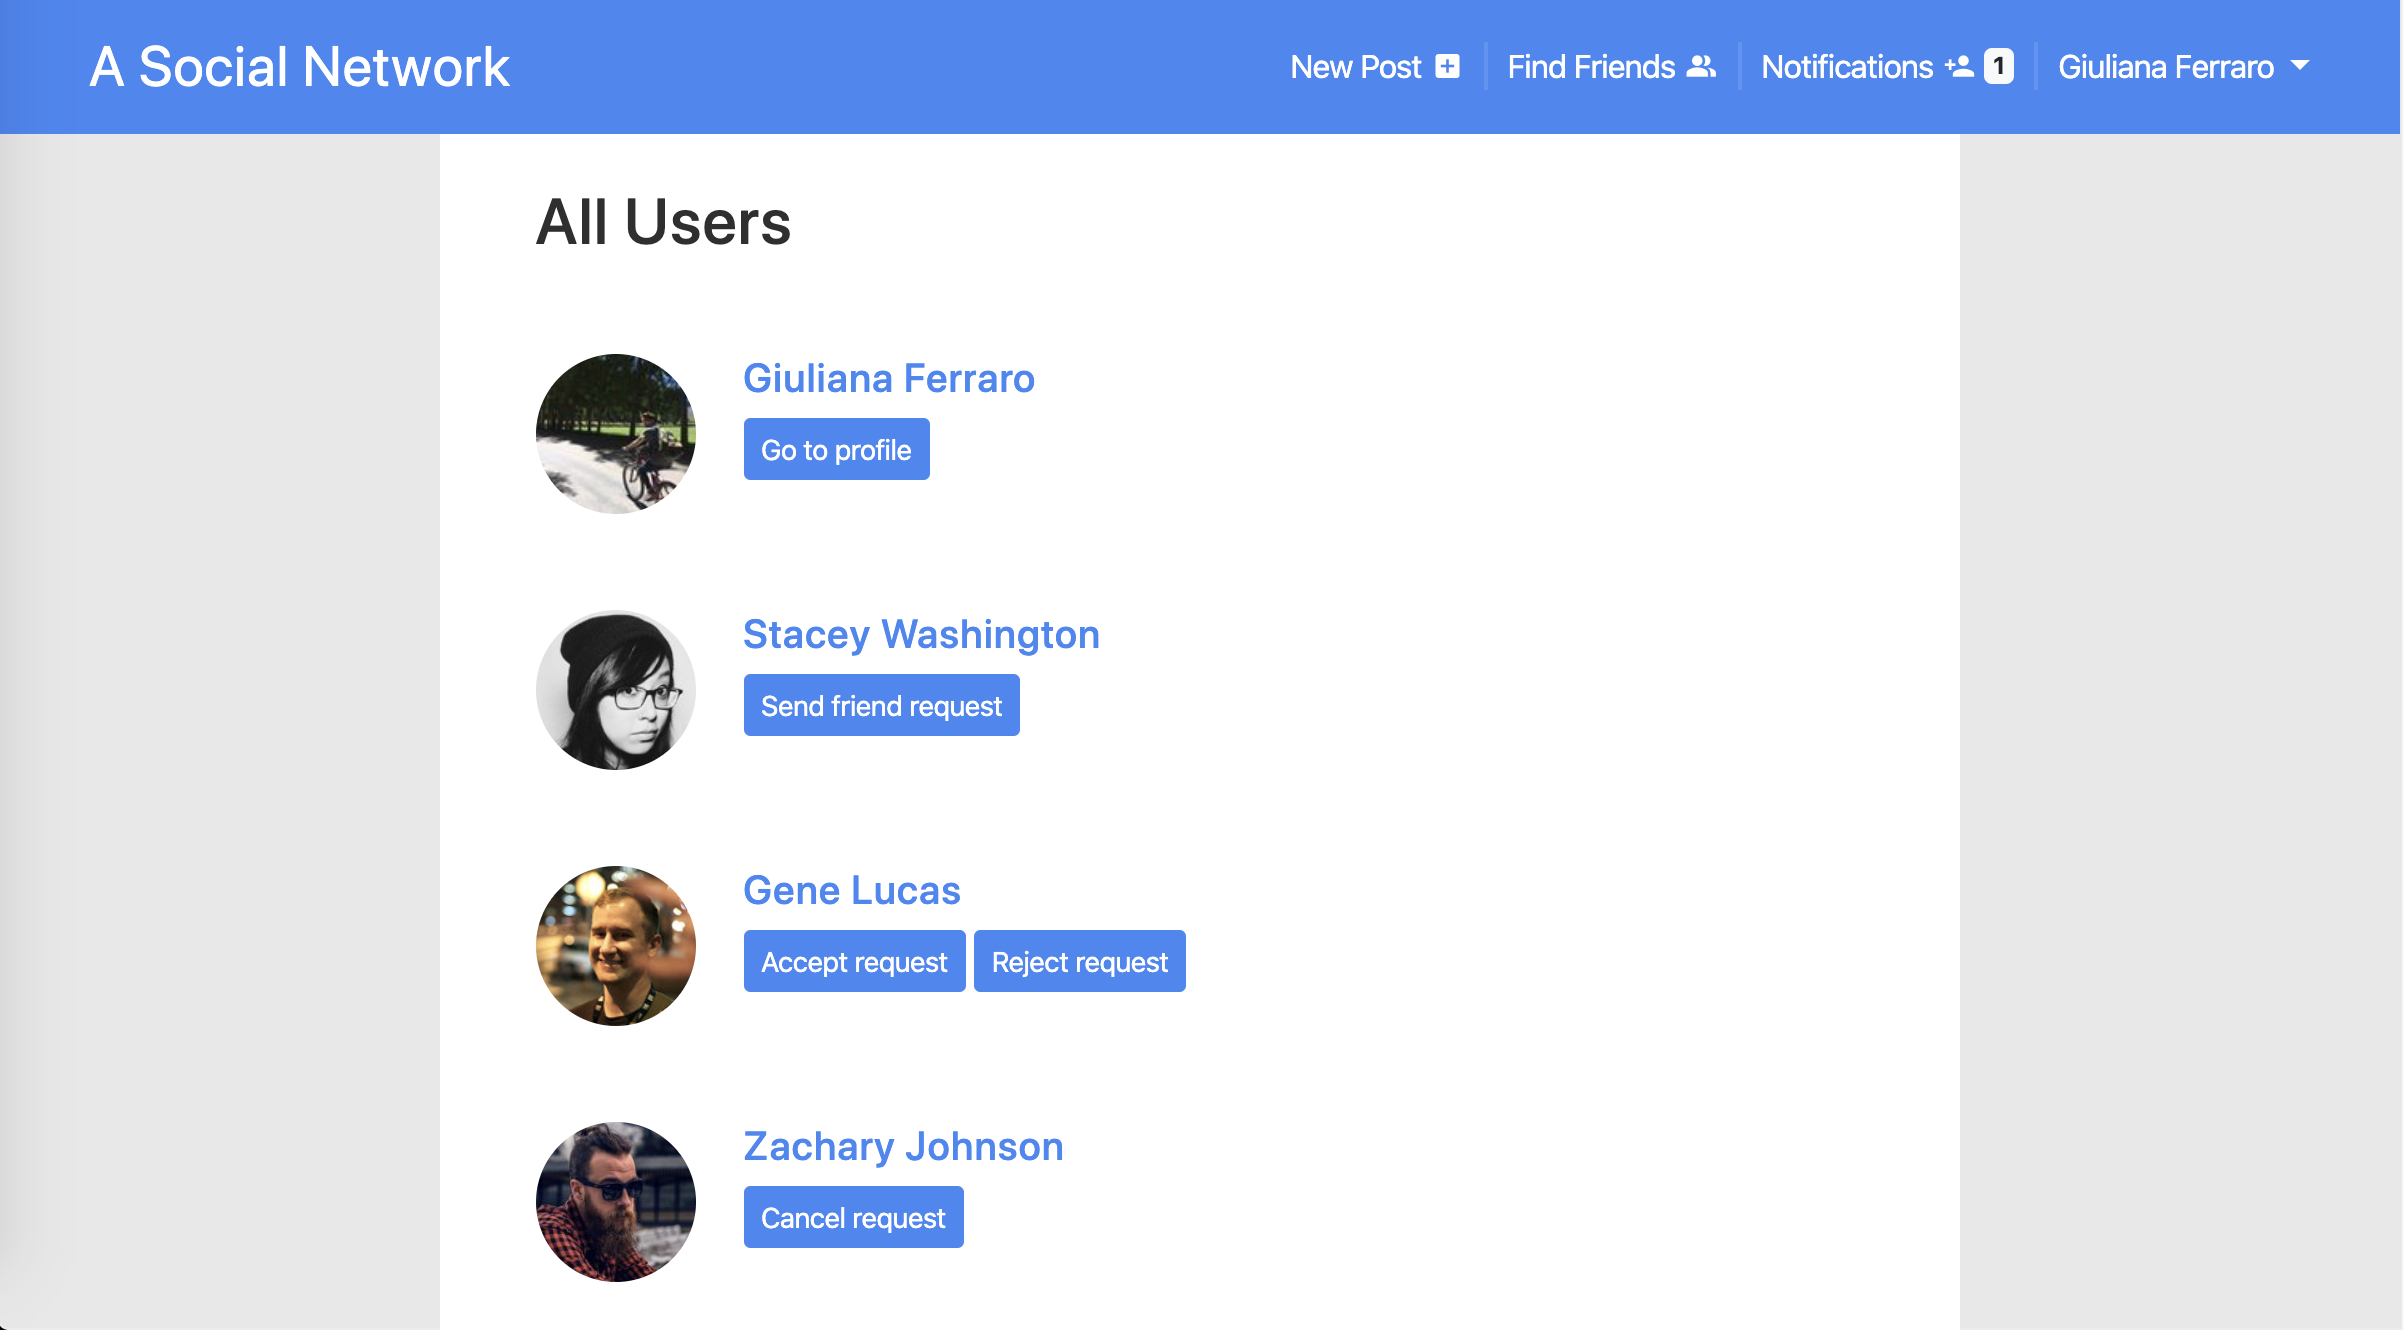 A Social Network
New Post
Find Friends
Notifications 1
Giuliana Ferraro
All Users
Giuliana Ferraro
Go to profile
Stacey Washington
Send friend request
Gene Lucas
Accept request Reject request
Zachary Johnson
Cancel request